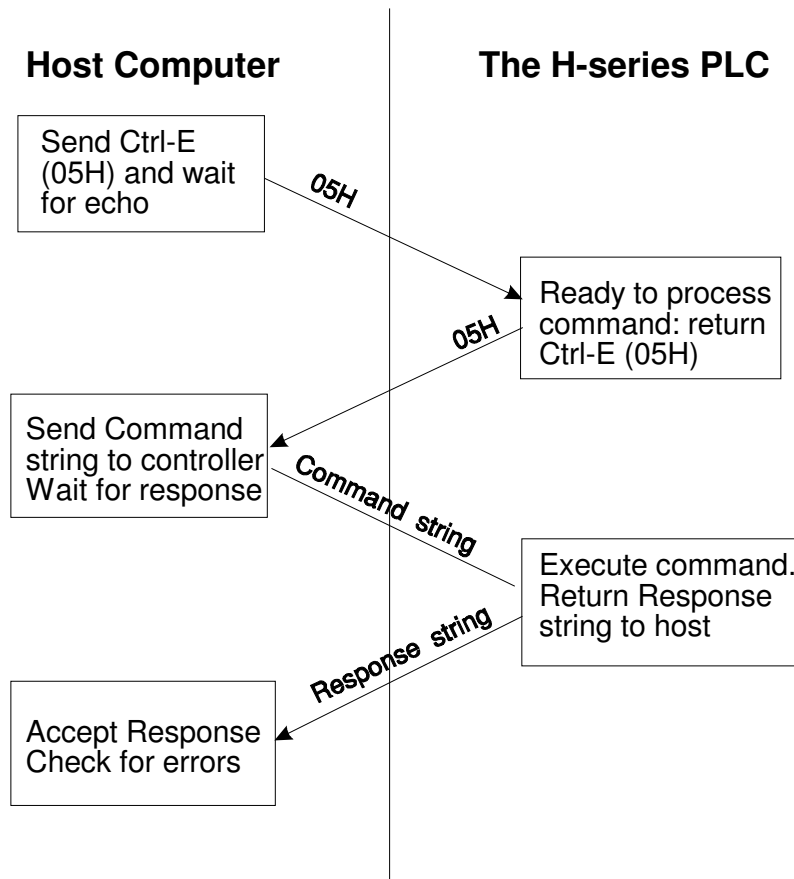 Host Computer
The H-series PLC
Send Ctrl-E
(05H) and wait
for echo
05H
Ready to process
command: return
Ctrl-E (05H)
05H
Send Command
string to controller
Wait for response
Command string
Execute command.
Return Response
string to host
Response string
Accept Response
Check for errors